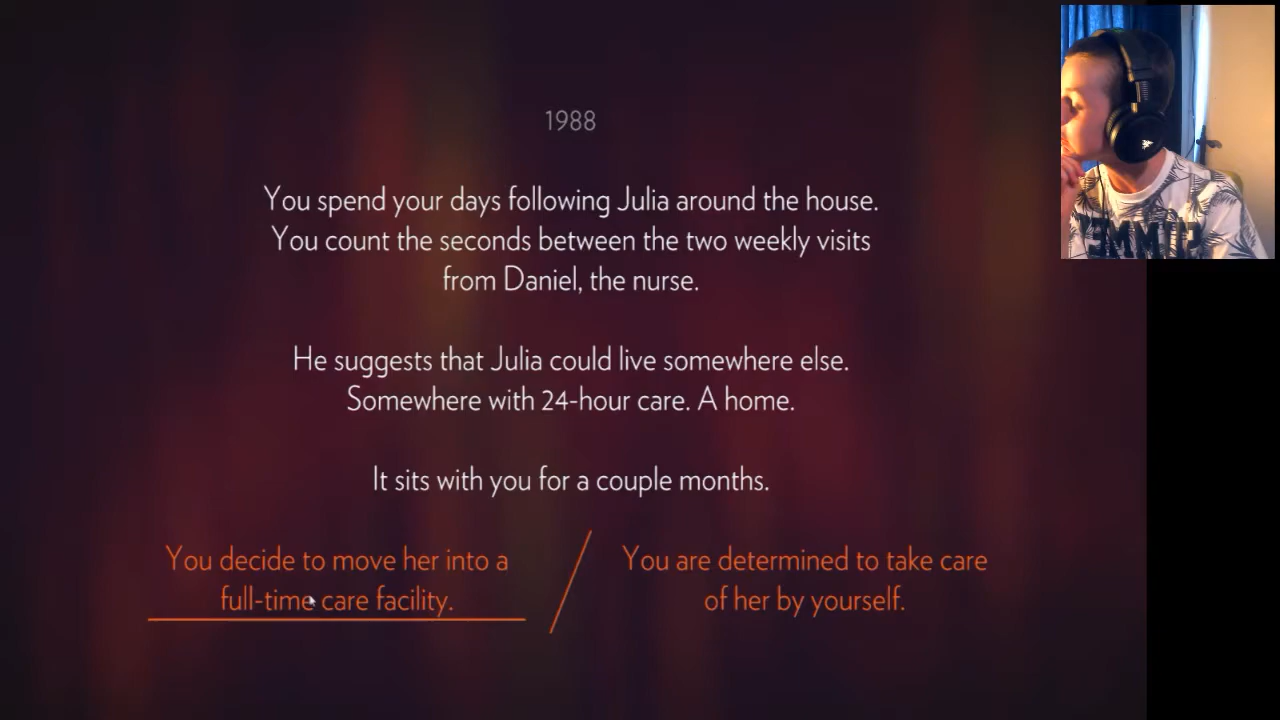 1988
You spend your days following Julia around the house.
You count the seconds between the two weekly visits
from Daniel, the nurse.
He suggests that Julia could live somewhere else.
Somewhere with 24-hour care. A home.
It sits with you for a couple months.
You decide to move her into a
full-time care facility.
You are determined to take care
of her by yourself.